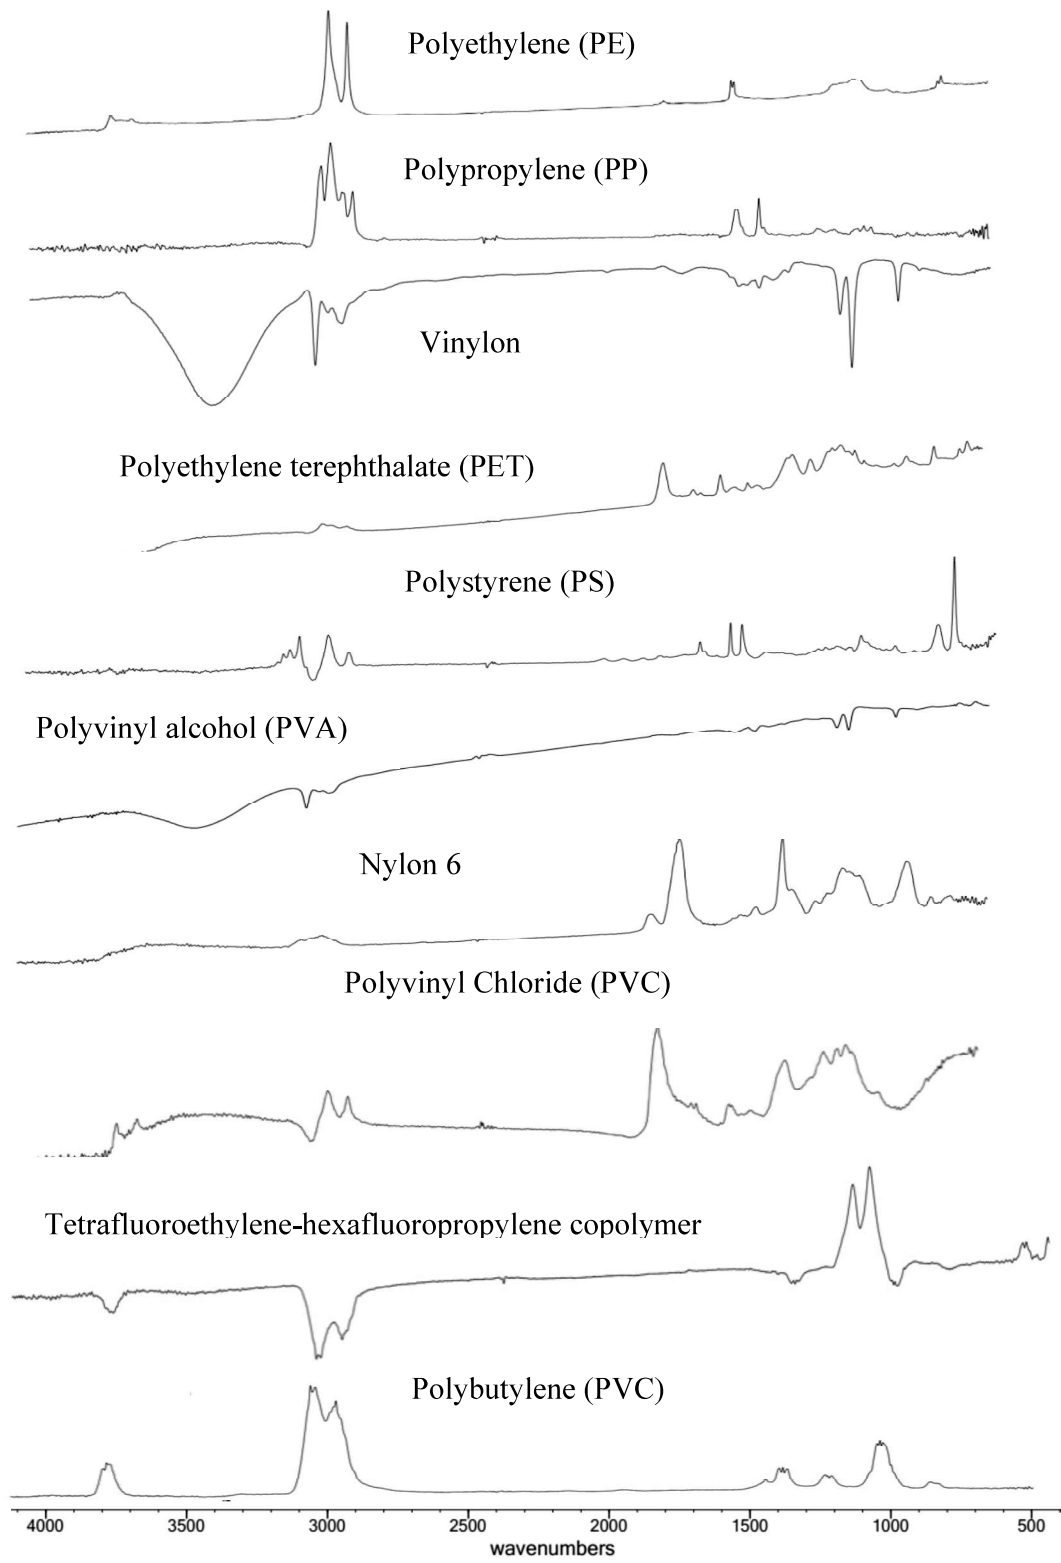 Polyethylene (PE)
Polypropylene (PP)
Vinylon
Polyethylene terephthalate (PET)
Polystyrene (PS)
Polyvinyl alcohol (PVA)
Nylon 6
Polyvinyl Chloride (PVC)
Tetrafluoroethylene-hexafluoropropylene copolymer
Polybutylene (PVC)
4000 3500 3000 2500 2000 1500 1000 500
wavenumbers